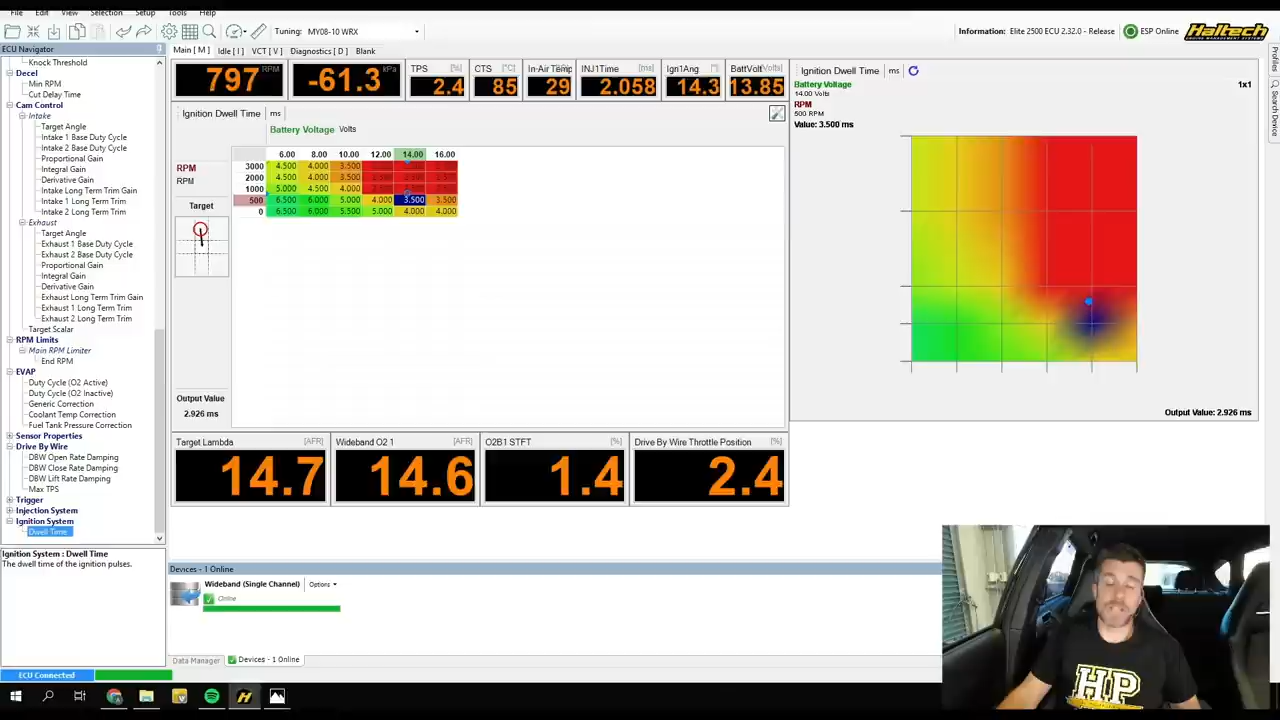 File Edit View Selection Setup Tools Help
Tuning: MY08-10 WRX
Information: Elite 2500 ECU 2.32.0 - Release
ESP Online
Haltech
ECU Navigator
Main [ M ] Idle [ I ] VCT [ V ] Diagnostics [ D ] Blank
Knock Threshold
Decel
Min RPM
Cut Delay Time
Cam Control
Intake
Target Angle
Intake 1 Base Duty Cycle
Intake 2 Base Duty Cycle
Proportional Gain
Integral Gain
Derivative Gain
Intake Long Term Trim Gain
Intake 1 Long Term Trim
Intake 2 Long Term Trim
Exhaust
Target Angle
Exhaust 1 Base Duty Cycle
Exhaust 2 Base Duty Cycle
Proportional Gain
Integral Gain
Derivative Gain
Exhaust Long Term Trim Gain
Exhaust 1 Long Term Trim
Exhaust 2 Long Term Trim
Target Scalar
RPM Limits
Main RPM Limiter
End RPM
EVAP
Duty Cycle (O2 Active)
Duty Cycle (O2 Inactive)
Generic Correction
Coolant Temp Correction
Fuel Tank Pressure Correction
Sensor Properties
Drive By Wire
DBW Open Rate Damping
DBW Close Rate Damping
DBW Lift Rate Damping
Max TPS
Trigger
Injection System
Ignition System
Dwell Time
Ignition System : Dwell Time
The dwell time of the ignition pulses.
ECU Connected
797 RPM
-61.3 kPa
TPS [%]
2.4
CTS [°C]
85
In-Air Temp
29
INJ1Time [ms]
2.058
Ign1Ang [°]
14.3
BattVolt [V]
13.85
Ignition Dwell Time ms
Battery Voltage Volts
6.00 8.00 10.00 12.00 14.00 16.00
RPM
RPM
3000 4.500 4.000 3.500
2000 4.500 4.000 3.500
1000 5.000 4.500 4.000
500 6.500 6.000 5.500 4.000 3.500 3.500
0 6.500 6.000 5.500 5.000 4.000 4.000
Target
Output Value
2.926 ms
Ignition Dwell Time ms
Battery Voltage
14.00 Volts
RPM
500 RPM
Value: 3.500 ms
1x1
Output Value: 2.926 ms
Target Lambda [AFR]
14.7
Wideband O2 1 [AFR]
14.6
O2B1 STFT [%]
1.4
Drive By Wire Throttle Position [%]
2.4
Devices - 1 Online
Wideband (Single Channel) Options
Online
Data Manager Devices - 1 Online
Search Device
HP